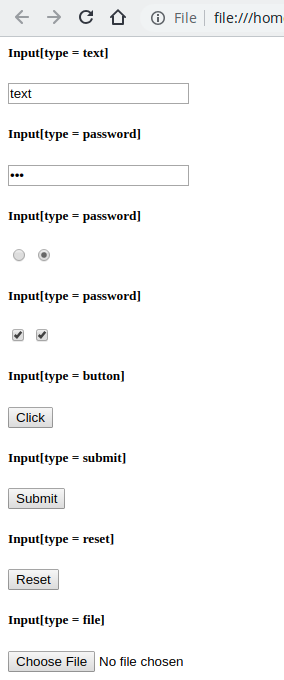 File file:///hom
Input[type = text]
text
Input[type = password]
•••
Input[type = password]
Input[type = password]
Input[type = button]
Click
Input[type = submit]
Submit
Input[type = reset]
Reset
Input[type = file]
Choose File No file chosen